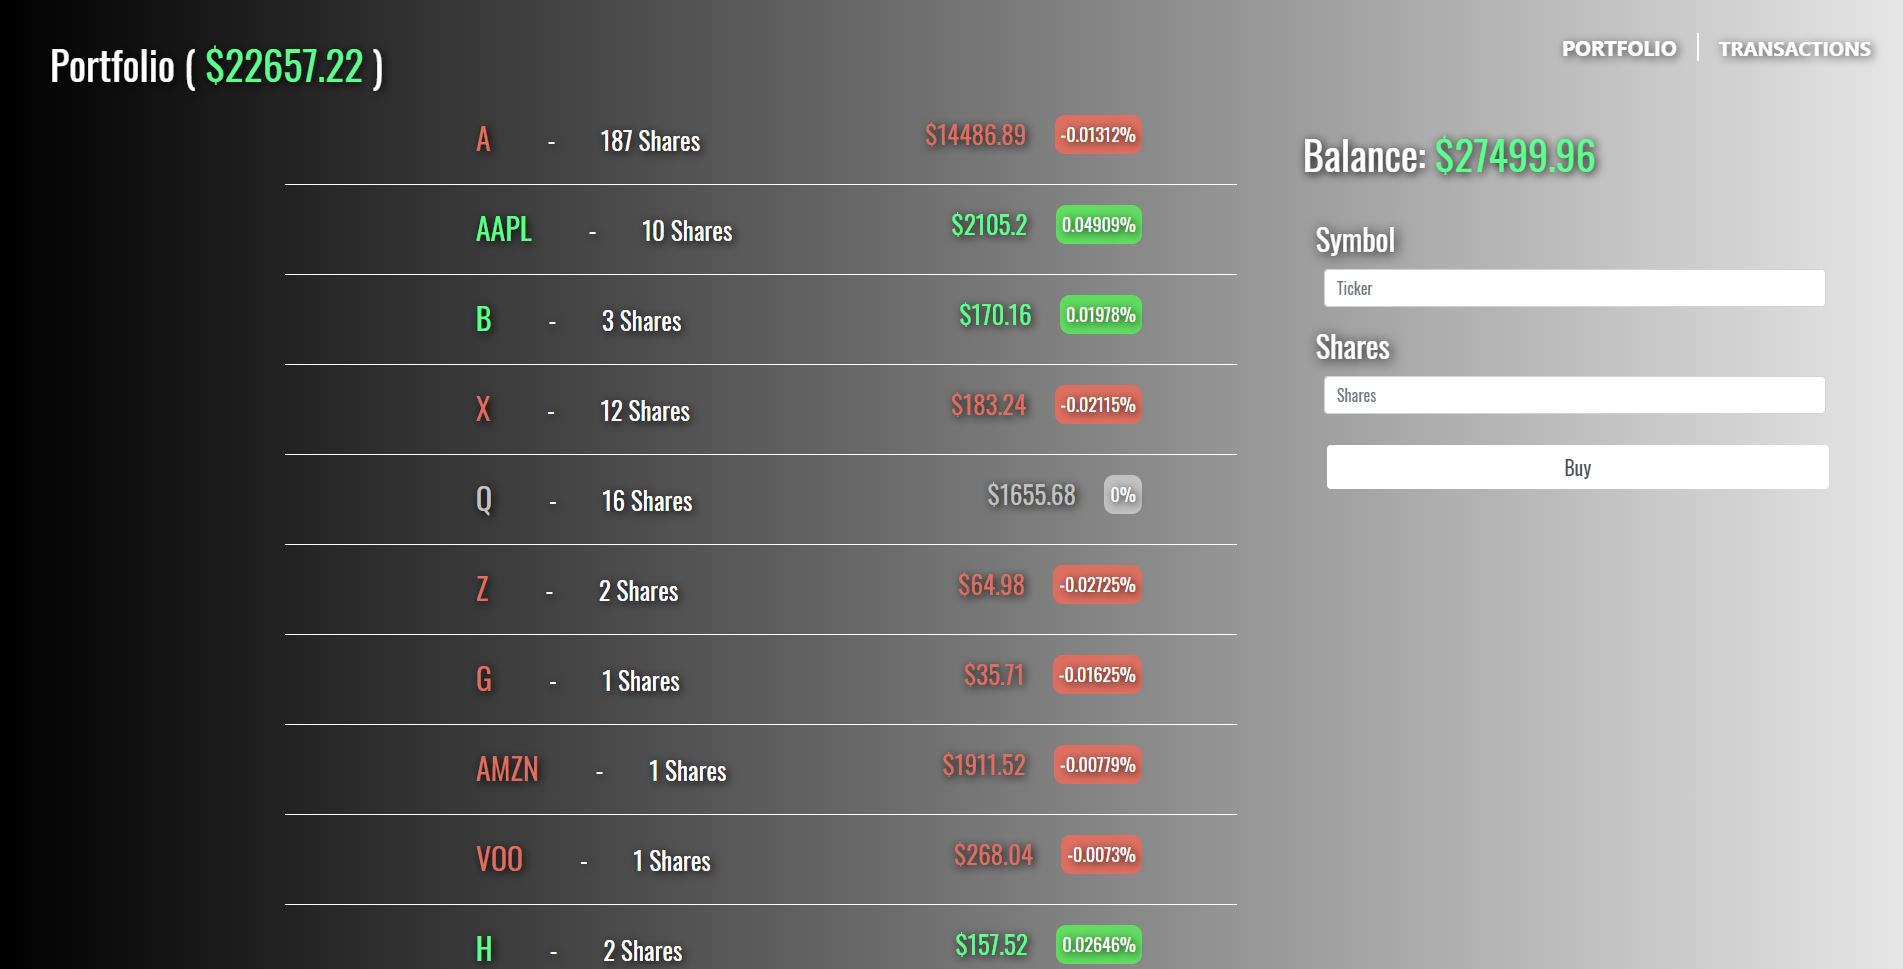 Portfolio ( $22657.22 )
PORTFOLIO | TRANSACTIONS
A - 187 Shares $14486.89 -0.01312%
AAPL - 10 Shares $2105.2 0.04909%
B - 3 Shares $170.16 0.01978%
X - 12 Shares $183.24 -0.02115%
Q - 16 Shares $1655.68 0%
Z - 2 Shares $64.98 -0.02725%
G - 1 Shares $35.71 -0.01625%
AMZN - 1 Shares $1911.52 -0.00779%
VOO - 1 Shares $268.04 -0.0073%
H - 2 Shares $157.52 0.02646%
Balance: $27499.96
Symbol
Ticker
Shares
Shares
Buy